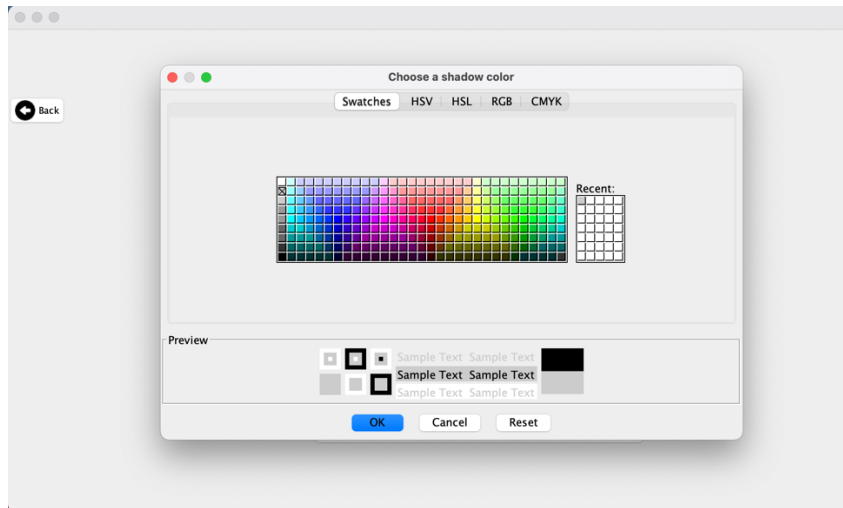 Choose a shadow color
Back
Swatches HSV HSL RGB CMYK
Recent:
Preview
Sample Text Sample Text
Sample Text Sample Text
Sample Text Sample Text
OK Cancel Reset